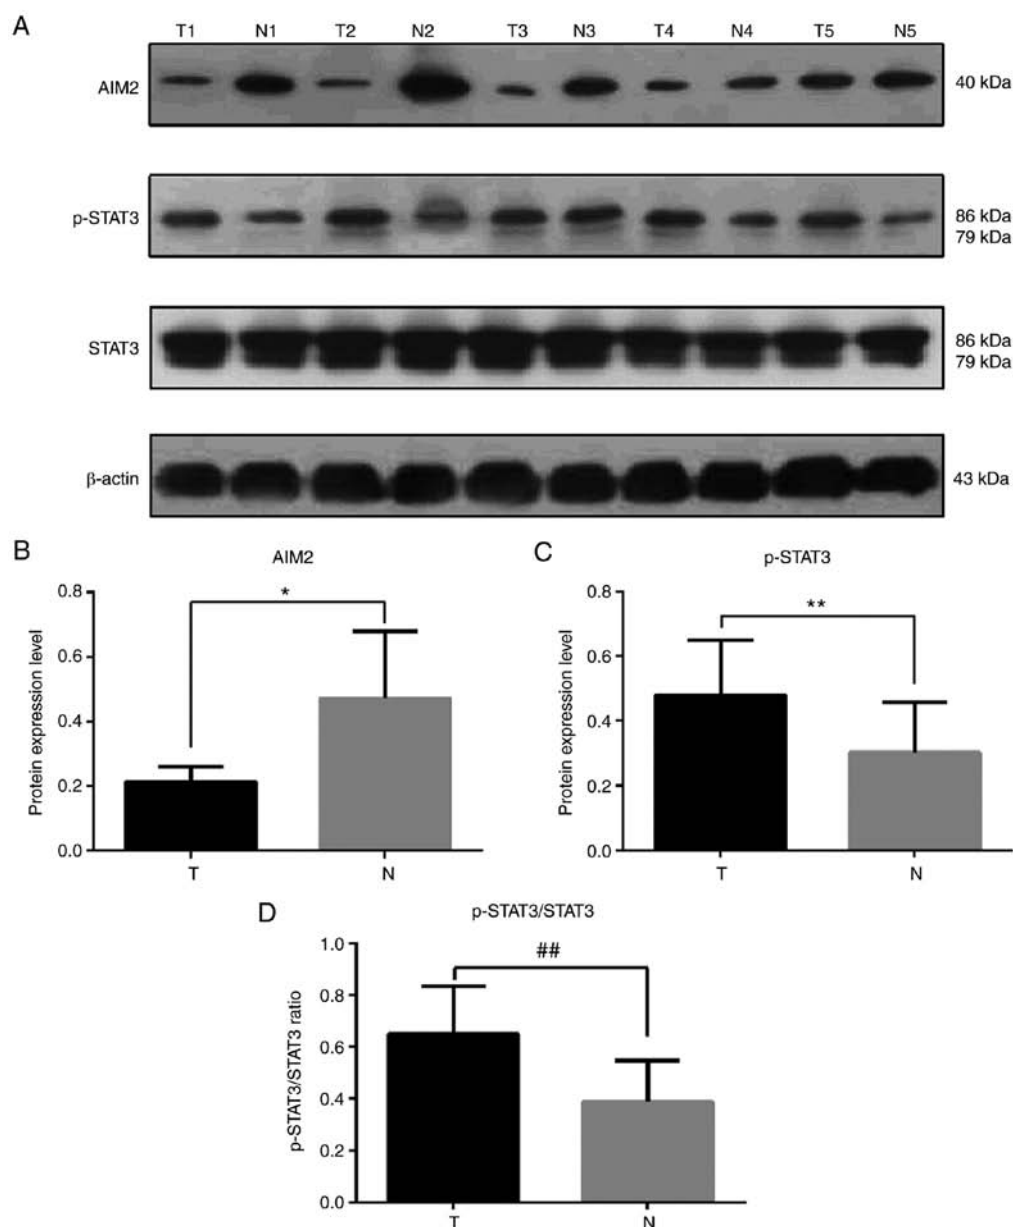 A
T1 N1 T2 N2 T3 N3 T4 N4 T5 N5
AIM2 40 kDa
p-STAT3 86 kDa
79 kDa
STAT3 86 kDa
79 kDa
β-actin 43 kDa
B
AIM2
Protein expression level
0.8
0.6
0.4
0.2
0.0
*
T N
C
p-STAT3
Protein expression level
0.8
0.6
0.4
0.2
0.0
**
T N
D
p-STAT3/STAT3
p-STAT3/STAT3 ratio
1.0
0.8
0.6
0.4
0.2
0.0
##
T N